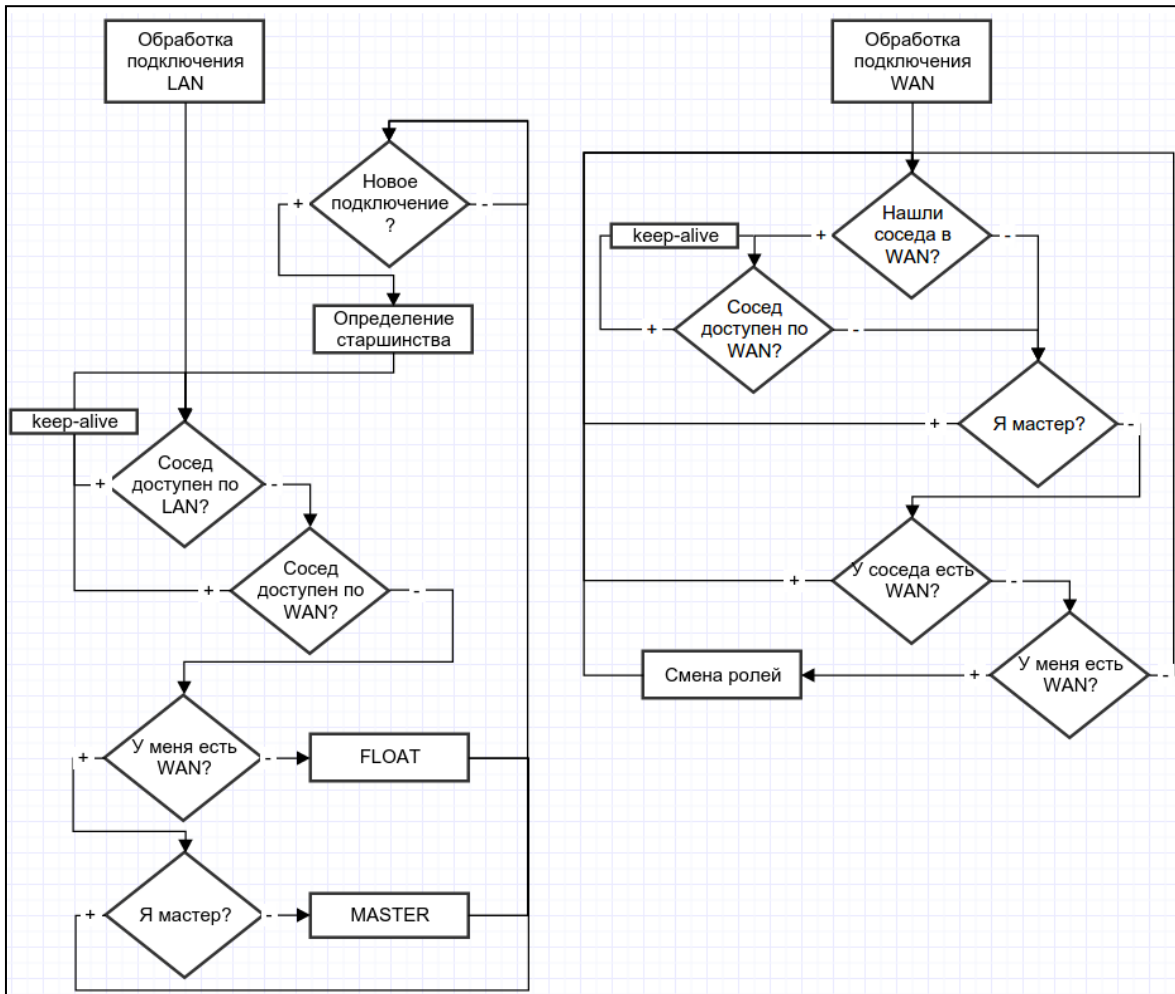 Обработка
подключения
LAN
Новое
подключение
?
+
-
Определение
старшинства
keep-alive
Сосед
доступен по
LAN?
+
-
Сосед
доступен по
WAN?
+
-
У меня есть
WAN?
+
-
FLOAT
Я мастер?
+
-
MASTER
Обработка
подключения
WAN
Нашли
соседа в
WAN?
+
-
keep-alive
Сосед
доступен по
WAN?
+
-
Я мастер?
+
-
У соседа есть
WAN?
+
-
У меня есть
WAN?
+
-
Смена ролей